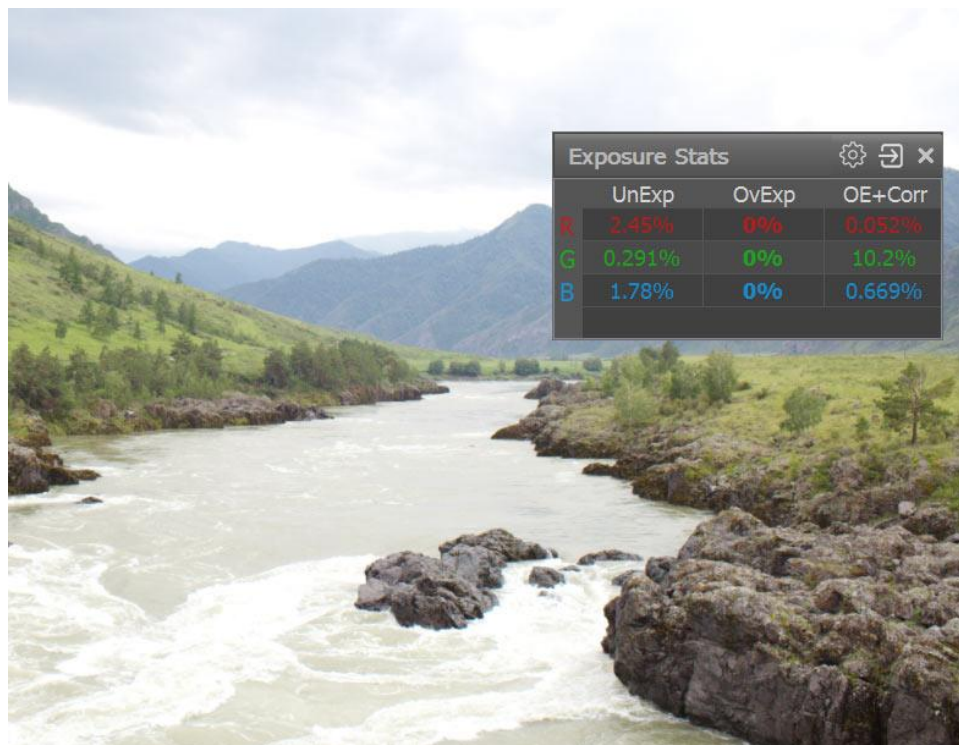 Exposure Stats
UnExp OvExp OE+Corr
R 2.45% 0% 0.052%
G 0.291% 0% 10.2%
B 1.78% 0% 0.669%